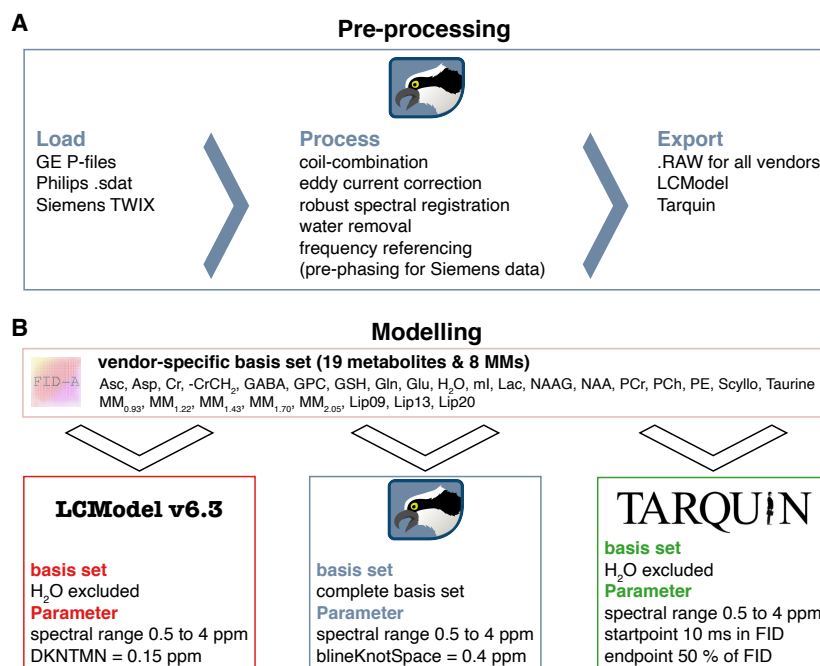 A
Pre-processing
Load
GE P-files
Philips .sdat
Siemens TWIX
Process
coil-combination
eddy current correction
robust spectral registration
water removal
frequency referencing
(pre-phasing for Siemens data)
Export
.RAW for all vendors
LCModel
Tarquin
B
Modelling
FID-A
vendor-specific basis set (19 metabolites & 8 MMs)
Asc, Asp, Cr, -CrCH₂, GABA, GPC, GSH, Gln, Glu, H₂O, mI, Lac, NAAG, NAA, PCr, PCh, PE, Scyllo, Taurine
MM₀.₉₃, MM₁.₂₂, MM₁.₄₃, MM₁.₇₀, MM₂.₀₅, Lip09, Lip13, Lip20
LCModel v6.3
basis set
H₂O excluded
Parameter
spectral range 0.5 to 4 ppm
DKNTMN = 0.15 ppm
basis set
complete basis set
Parameter
spectral range 0.5 to 4 ppm
blineKnotSpace = 0.4 ppm
TARQUIN
basis set
H₂O excluded
Parameter
spectral range 0.5 to 4 ppm
startpoint 10 ms in FID
endpoint 50 % of FID